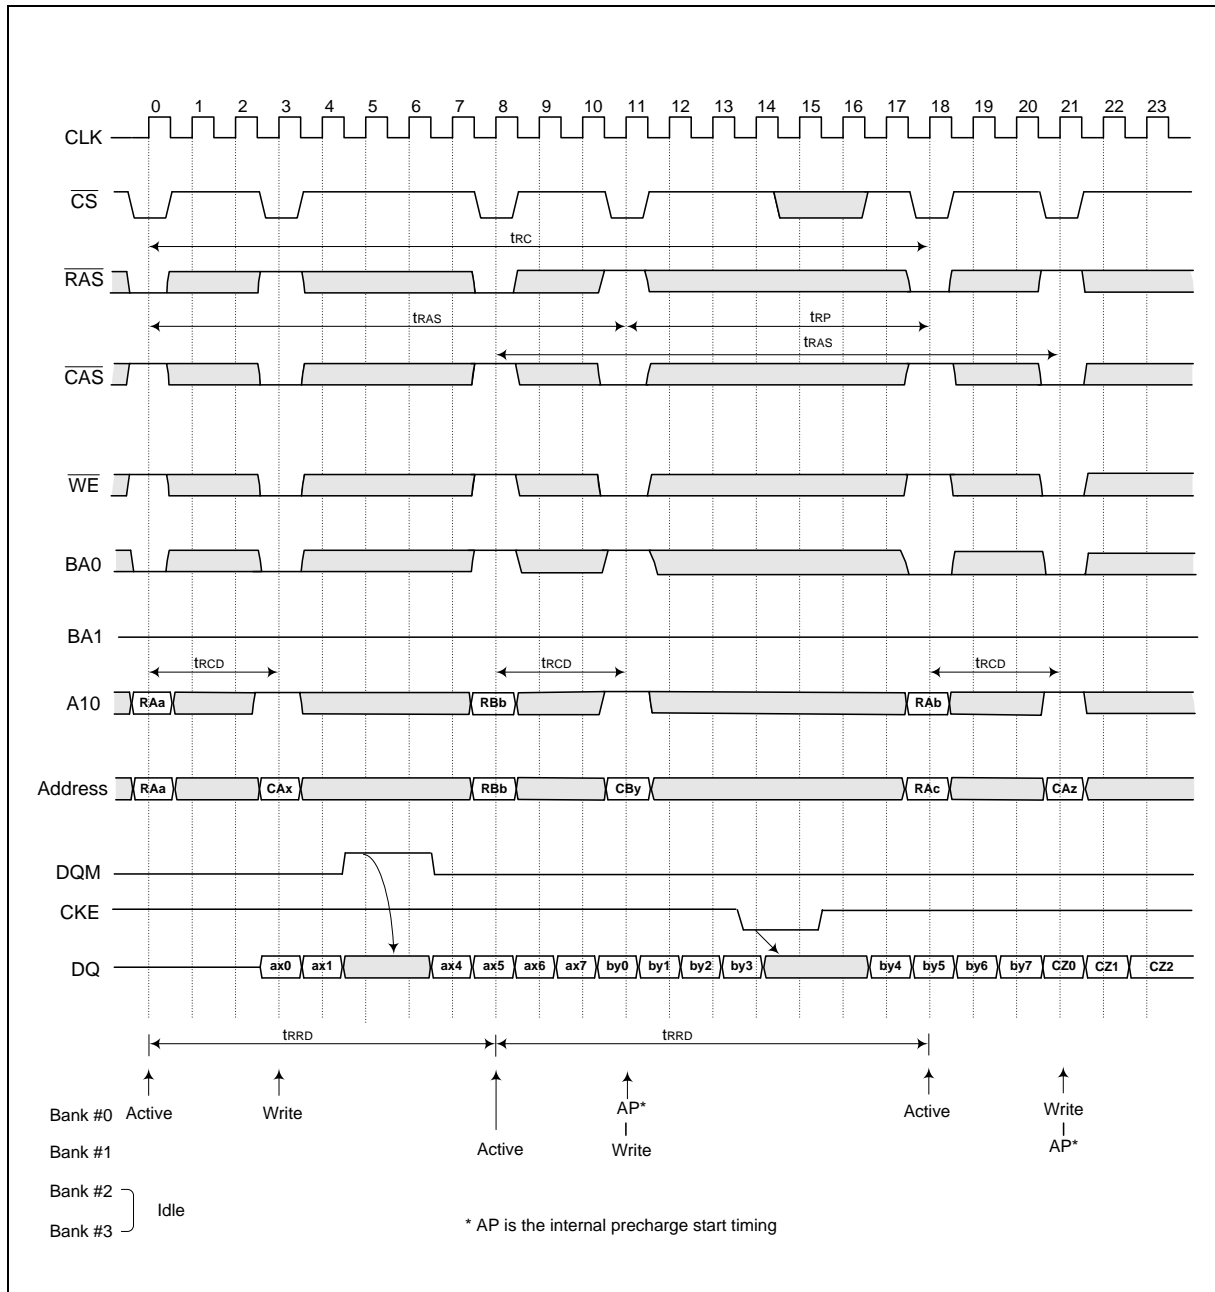 0 1 2 3 4 5 6 7 8 9 10 11 12 13 14 15 16 17 18 19 20 21 22 23
CLK
CS
tRC
RAS
tRAS tRP
tRAS
CAS
WE
BA0
BA1
tRCD tRCD tRCD
A10 RAa RBb RAb
Address RAa CAx RBb CBy RAc CAz
DQM
CKE
DQ ax0 ax1 ax4 ax5 ax6 ax7 by0 by1 by2 by3 by4 by5 by6 by7 CZ0 CZ1 CZ2
tRRD tRRD
Bank #0 Active Write AP* Active Write
Bank #1 Active Write AP*
Bank #2
Idle
Bank #3
* AP is the internal precharge start timing